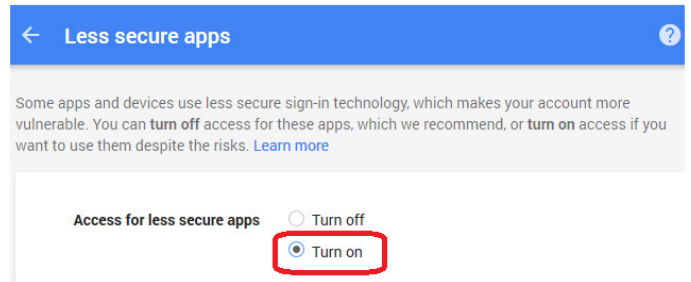 Less secure apps
Some apps and devices use less secure sign-in technology, which makes your account more
vulnerable. You can turn off access for these apps, which we recommend, or turn on access if you
want to use them despite the risks. Learn more
Access for less secure apps
Turn off
Turn on